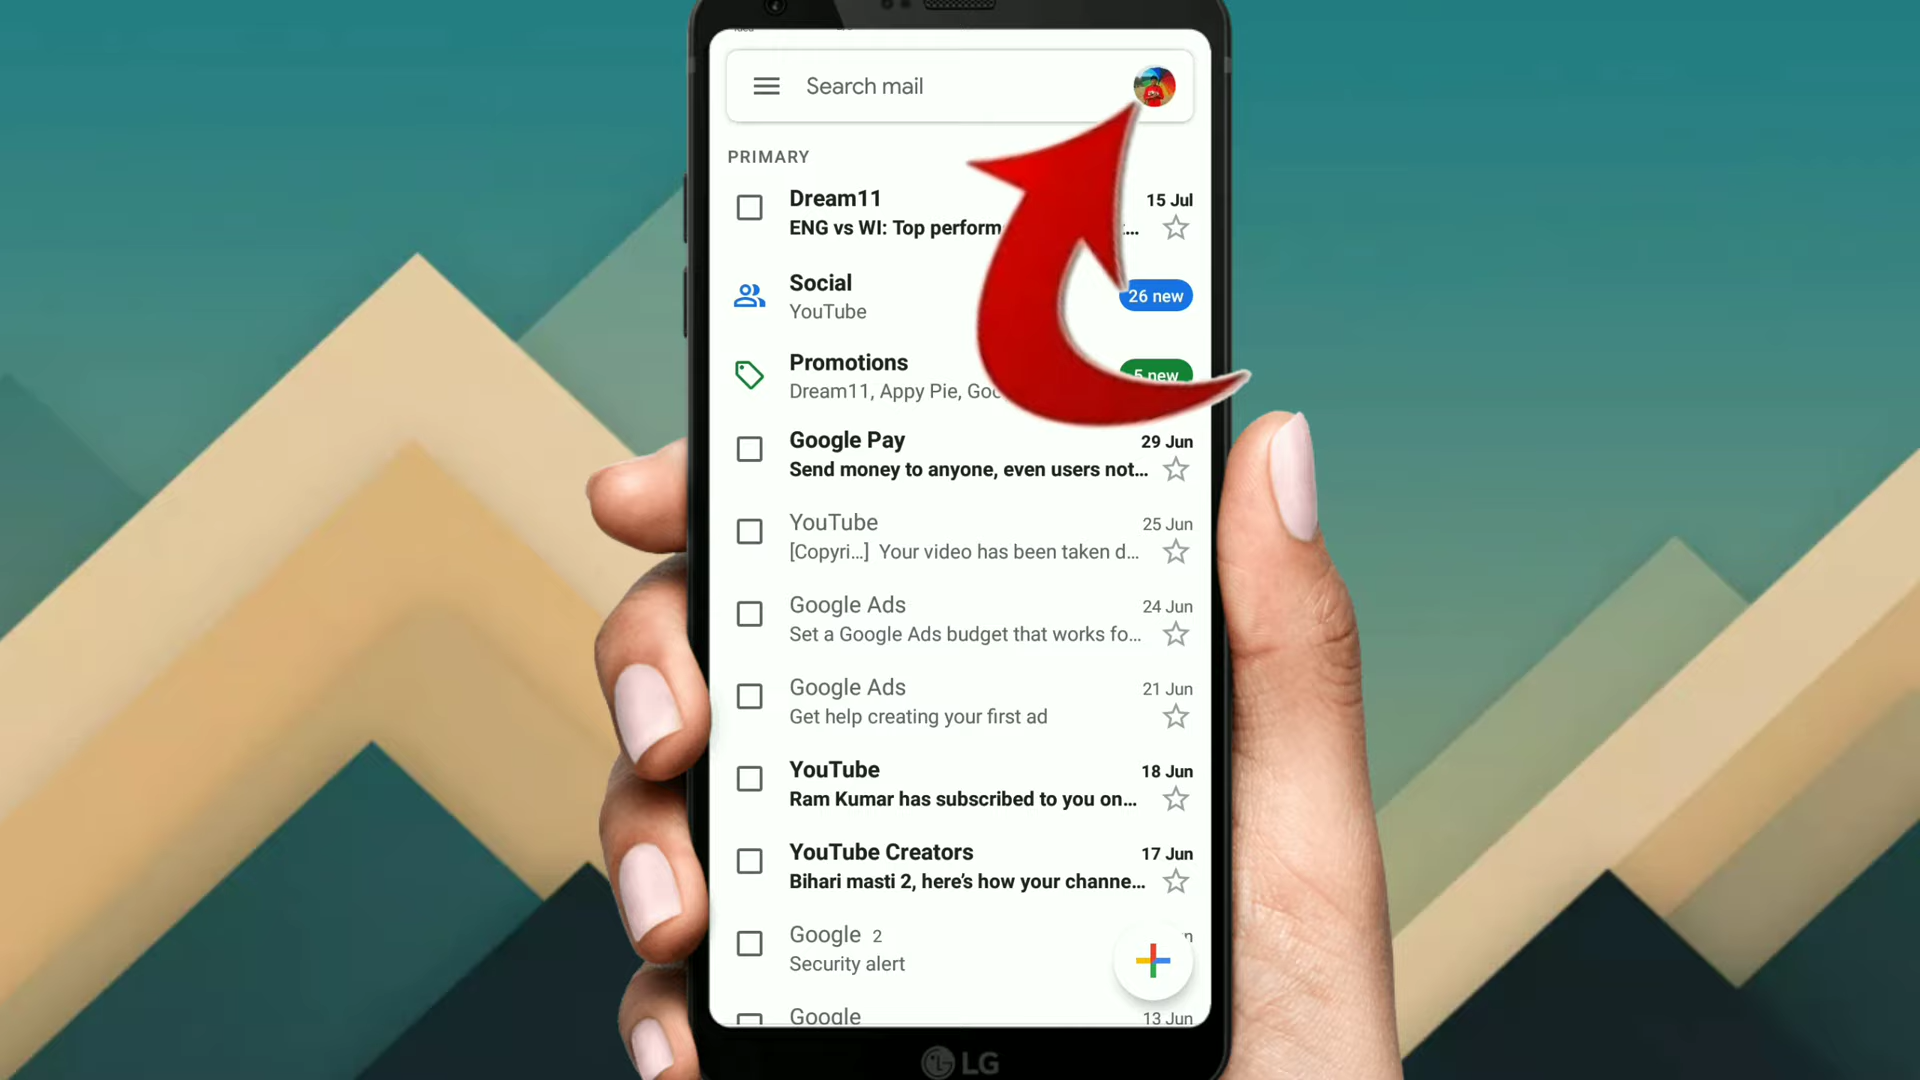 Search mail
PRIMARY
Dream11
15 Jul
ENG vs WI: Top perform
...
Social
YouTube
26 new
Promotions
Dream11, Appy Pie, Goo
5 new
Google Pay
29 Jun
Send money to anyone, even users not...
YouTube
25 Jun
[Copyri...] Your video has been taken d...
Google Ads
24 Jun
Set a Google Ads budget that works fo...
Google Ads
21 Jun
Get help creating your first ad
YouTube
18 Jun
Ram Kumar has subscribed to you on...
YouTube Creators
17 Jun
Bihari masti 2, here's how your channe...
Google 2
Security alert
Google
13 Jun
LG